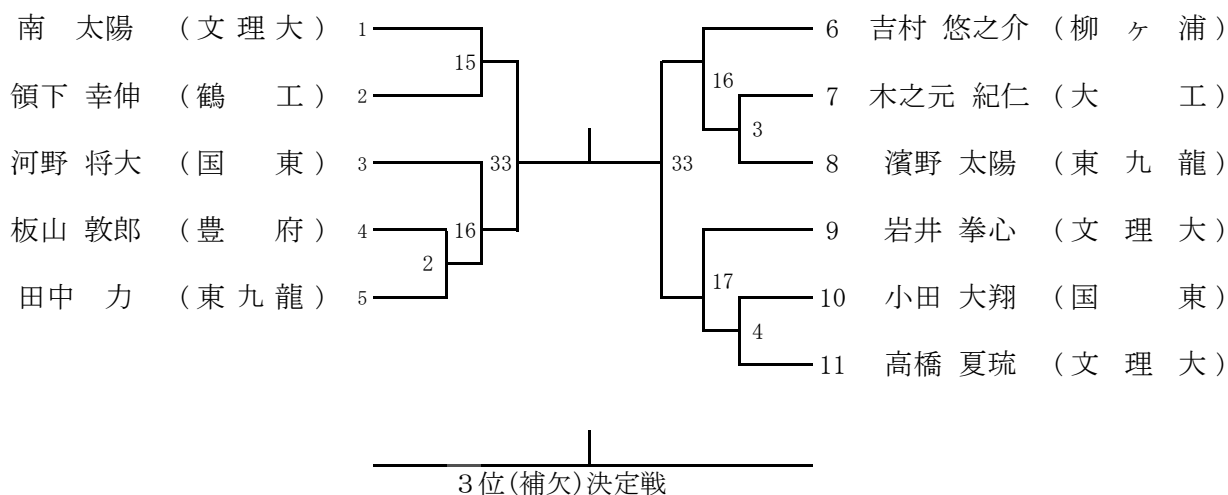 南 太陽 (文理大) 1
15
領下 幸伸 (鶴 工) 2
河野 将大 (国 東) 3
33
板山 敦郎 (豊 府) 4
16
2
田中 力 (東九龍) 5
6 吉村 悠之介 (柳ヶ浦)
16
7 木之元 紀仁 (大 工)
3
33
8 濱野 太陽 (東九龍)
9 岩井 拳心 (文理大)
17
10 小田 大翔 (国 東)
4
11 高橋 夏琉 (文理大)
3位(補欠)決定戦